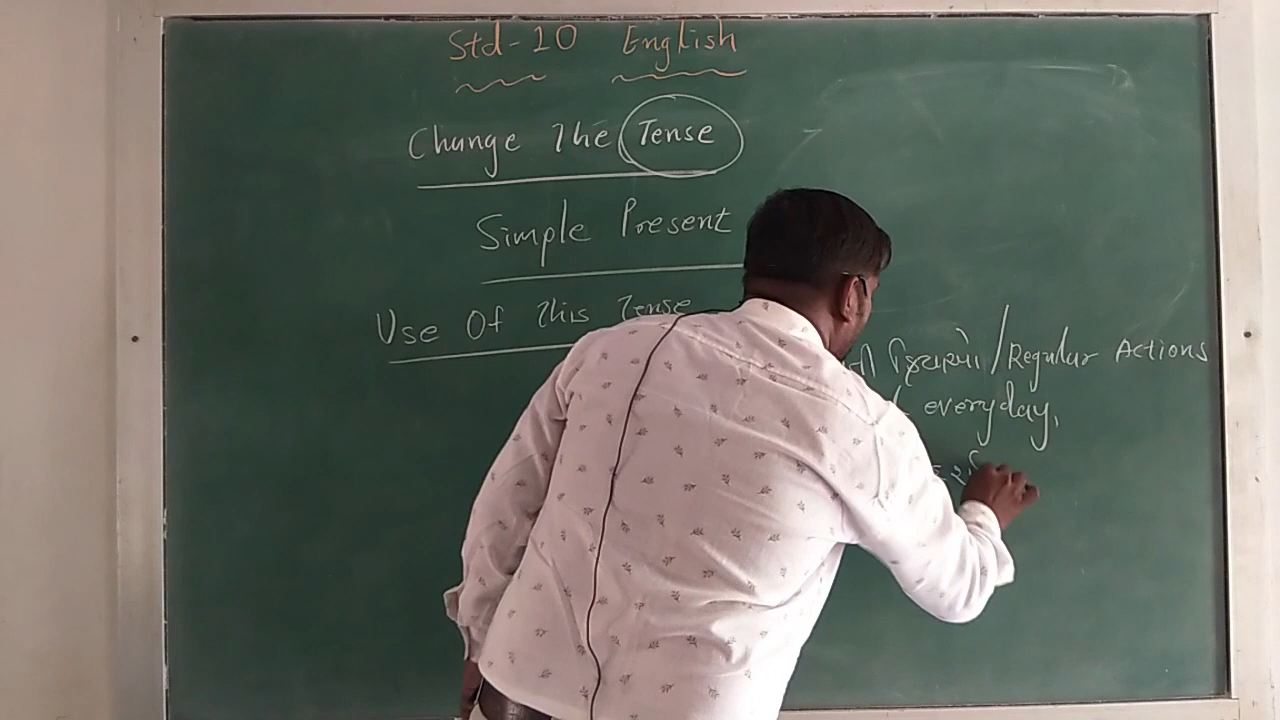 Std-10 English
Change The Tense
Simple Present
Use Of This Tense
ક્રિયાઓ/Regular Actions
everyday,